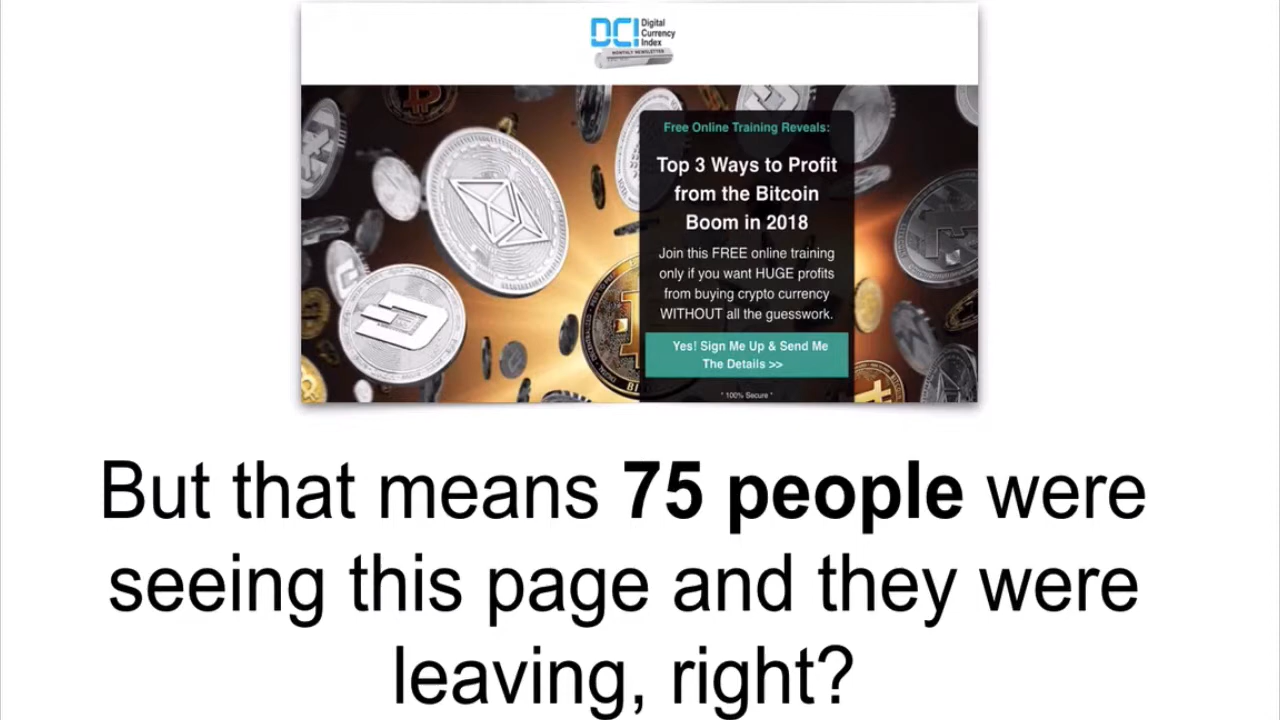 DCI Digital
Currency
Index
MONTHLY NEWSLETTER
Free Online Training Reveals:
Top 3 Ways to Profit
from the Bitcoin
Boom in 2018
Join this FREE online training
only if you want HUGE profits
from buying crypto currency
WITHOUT all the guesswork.
Yes! Sign Me Up & Send Me
The Details >>
* 100% Secure *
But that means 75 people were
seeing this page and they were
leaving, right?